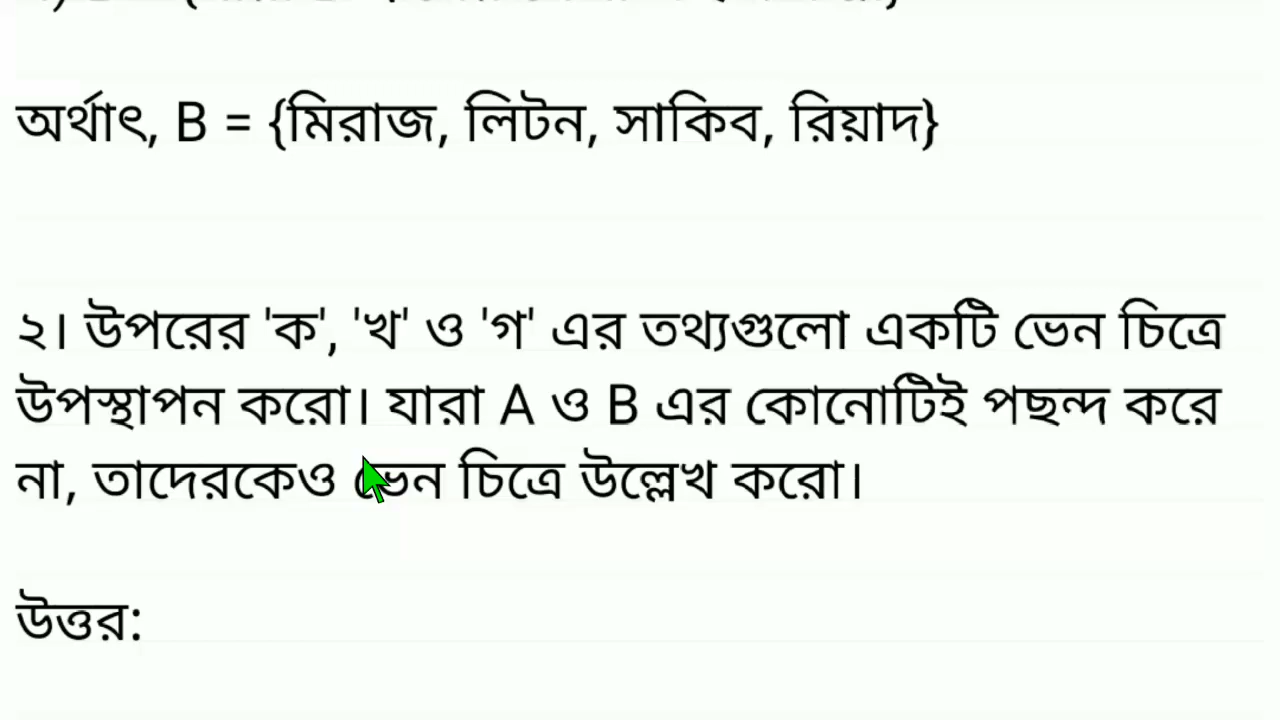 অর্থাৎ, B = {মিরাজ, লিটন, সাকিব, রিয়াদ}
২। উপরের 'ক', 'খ' ও 'গ' এর তথ্যগুলো একটি ভেন চিত্রে
উপস্থাপন করো। যারা A ও B এর কোনোটিই পছন্দ করে
না, তাদেরকেও ভেন চিত্রে উল্লেখ করো।
উত্তর: